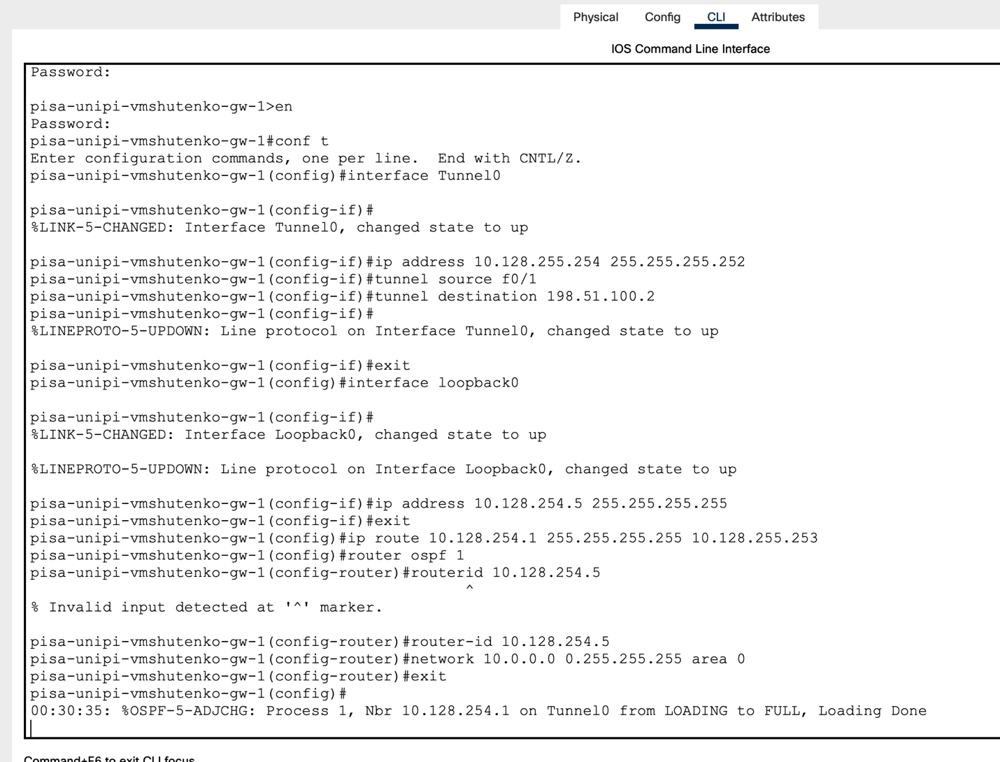 Physical Config CLI Attributes
IOS Command Line Interface
Password:
pisa-unipi-vmshutenko-gw-1>en
Password:
pisa-unipi-vmshutenko-gw-1#conf t
Enter configuration commands, one per line.  End with CNTL/Z.
pisa-unipi-vmshutenko-gw-1(config)#interface Tunnel0
pisa-unipi-vmshutenko-gw-1(config-if)#
%LINK-5-CHANGED: Interface Tunnel0, changed state to up
pisa-unipi-vmshutenko-gw-1(config-if)#ip address 10.128.255.254 255.255.255.252
pisa-unipi-vmshutenko-gw-1(config-if)#tunnel source f0/1
pisa-unipi-vmshutenko-gw-1(config-if)#tunnel destination 198.51.100.2
pisa-unipi-vmshutenko-gw-1(config-if)#
%LINEPROTO-5-UPDOWN: Line protocol on Interface Tunnel0, changed state to up
pisa-unipi-vmshutenko-gw-1(config-if)#exit
pisa-unipi-vmshutenko-gw-1(config)#interface loopback0
pisa-unipi-vmshutenko-gw-1(config-if)#
%LINK-5-CHANGED: Interface Loopback0, changed state to up
%LINEPROTO-5-UPDOWN: Line protocol on Interface Loopback0, changed state to up
pisa-unipi-vmshutenko-gw-1(config-if)#ip address 10.128.254.5 255.255.255.255
pisa-unipi-vmshutenko-gw-1(config-if)#exit
pisa-unipi-vmshutenko-gw-1(config)#ip route 10.128.254.1 255.255.255.255 10.128.255.253
pisa-unipi-vmshutenko-gw-1(config)#router ospf 1
pisa-unipi-vmshutenko-gw-1(config-router)#routerid 10.128.254.5
^
% Invalid input detected at '^' marker.
pisa-unipi-vmshutenko-gw-1(config-router)#router-id 10.128.254.5
pisa-unipi-vmshutenko-gw-1(config-router)#network 10.0.0.0 0.255.255.255 area 0
pisa-unipi-vmshutenko-gw-1(config-router)#exit
pisa-unipi-vmshutenko-gw-1(config)#
00:30:35: %OSPF-5-ADJCHG: Process 1, Nbr 10.128.254.1 on Tunnel0 from LOADING to FULL, Loading Done
Command+F6 to exit CLI focus